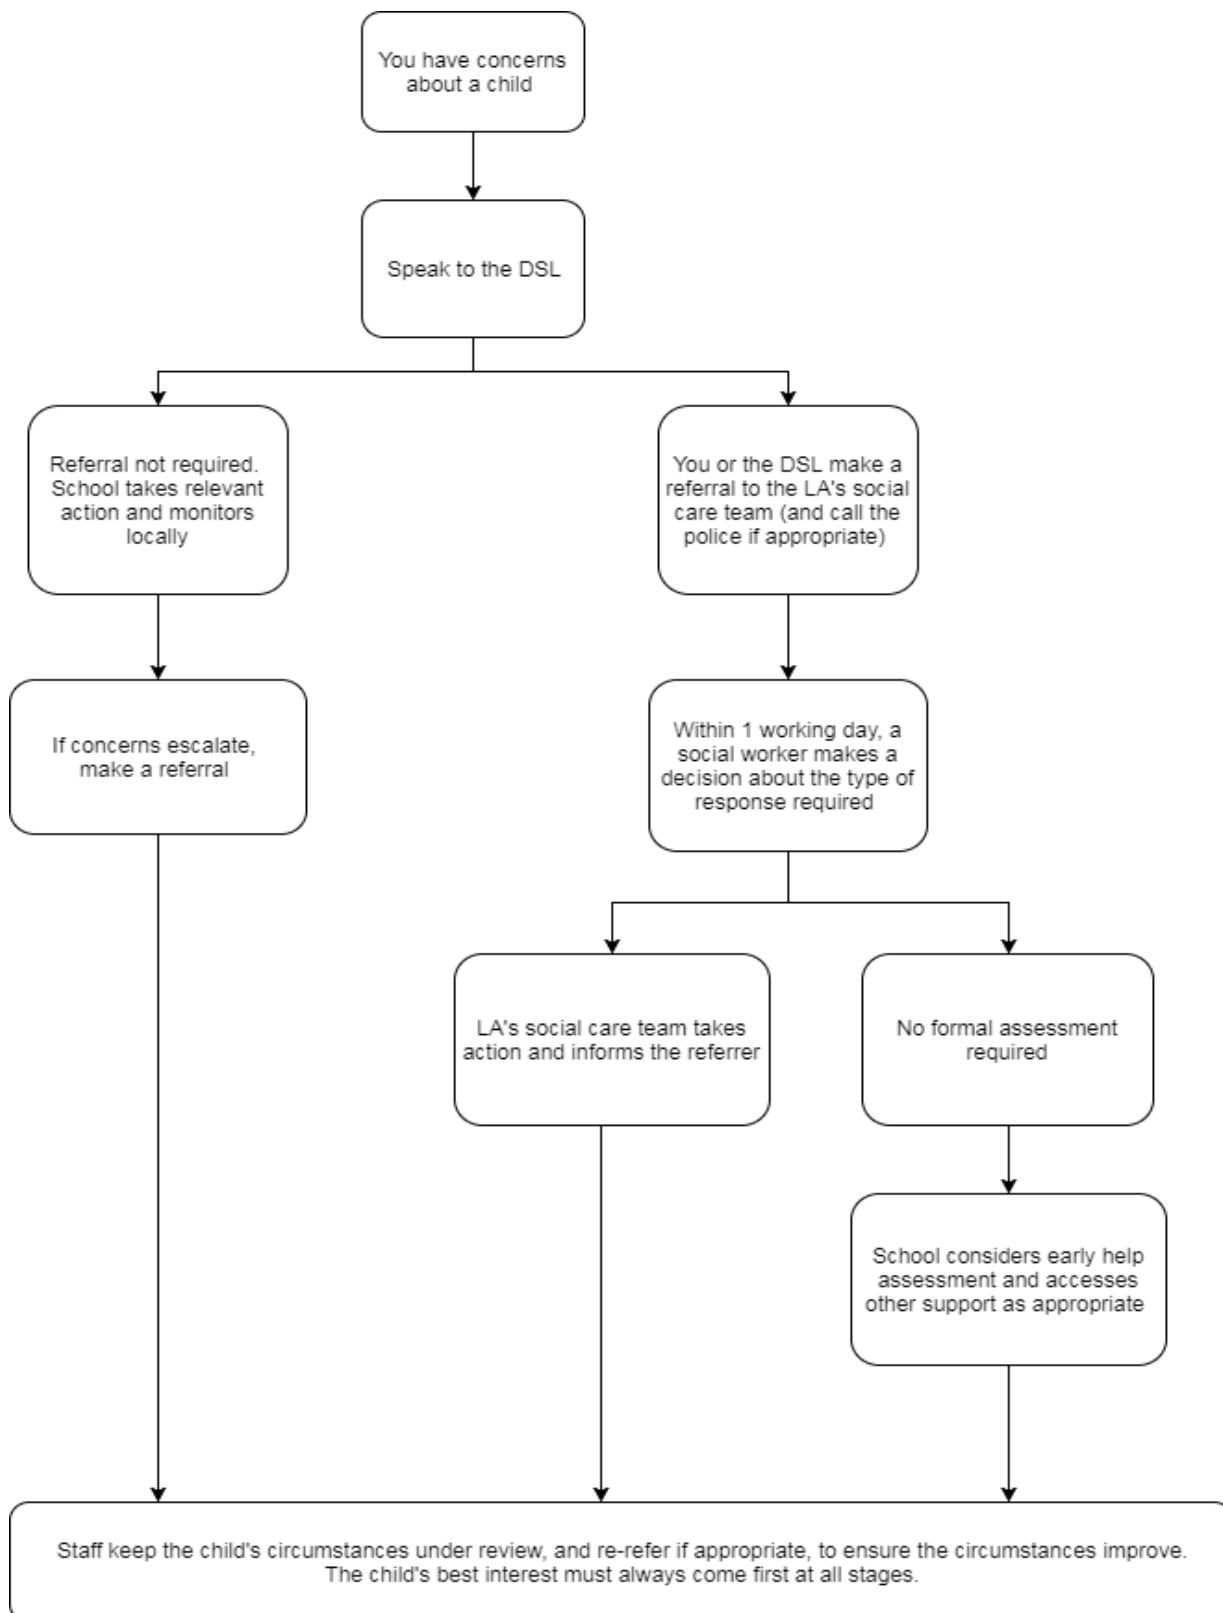 You have concerns
about a child
Speak to the DSL
Referral not required.
School takes relevant
action and monitors
locally
You or the DSL make a
referral to the LA's social
care team (and call the
police if appropriate)
If concerns escalate,
make a referral
Within 1 working day, a
social worker makes a
decision about the type of
response required
LA's social care team takes
action and informs the referrer
No formal assessment
required
School considers early help
assessment and accesses
other support as appropriate
Staff keep the child's circumstances under review, and re-refer if appropriate, to ensure the circumstances improve.
The child's best interest must always come first at all stages.